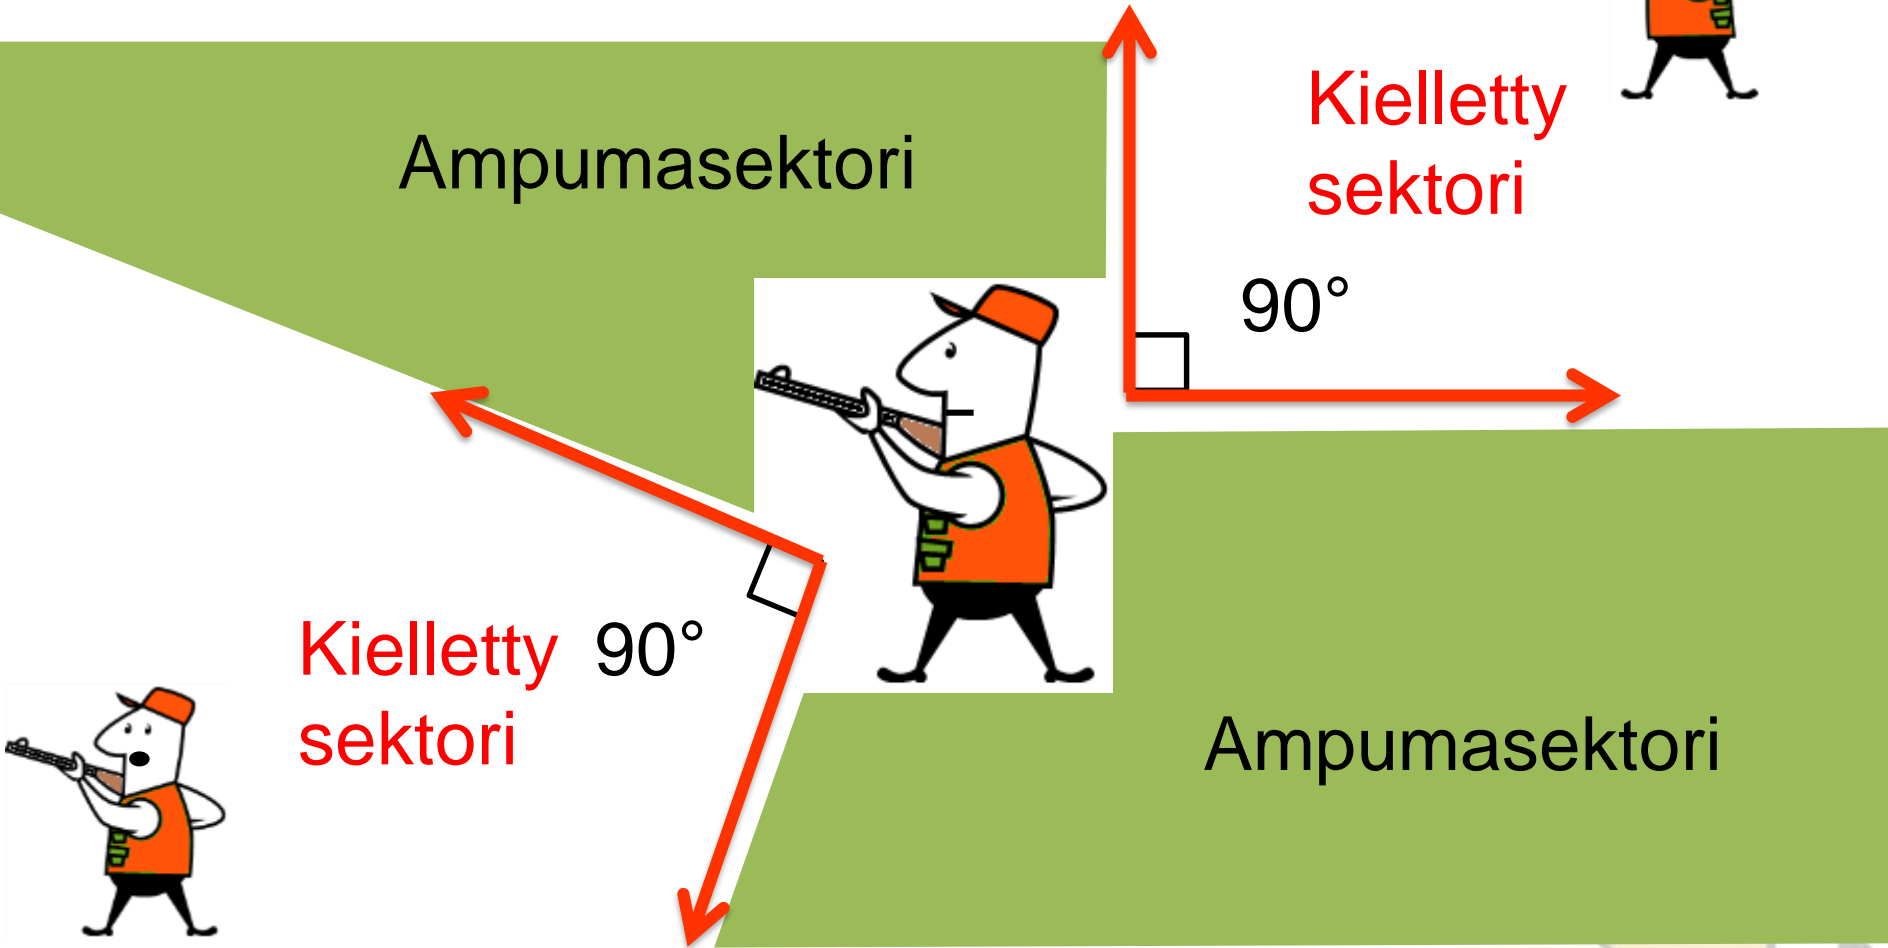 Ampumasektori
Kielletty
sektori
90°
Kielletty 90°
sektori
Ampumasektori